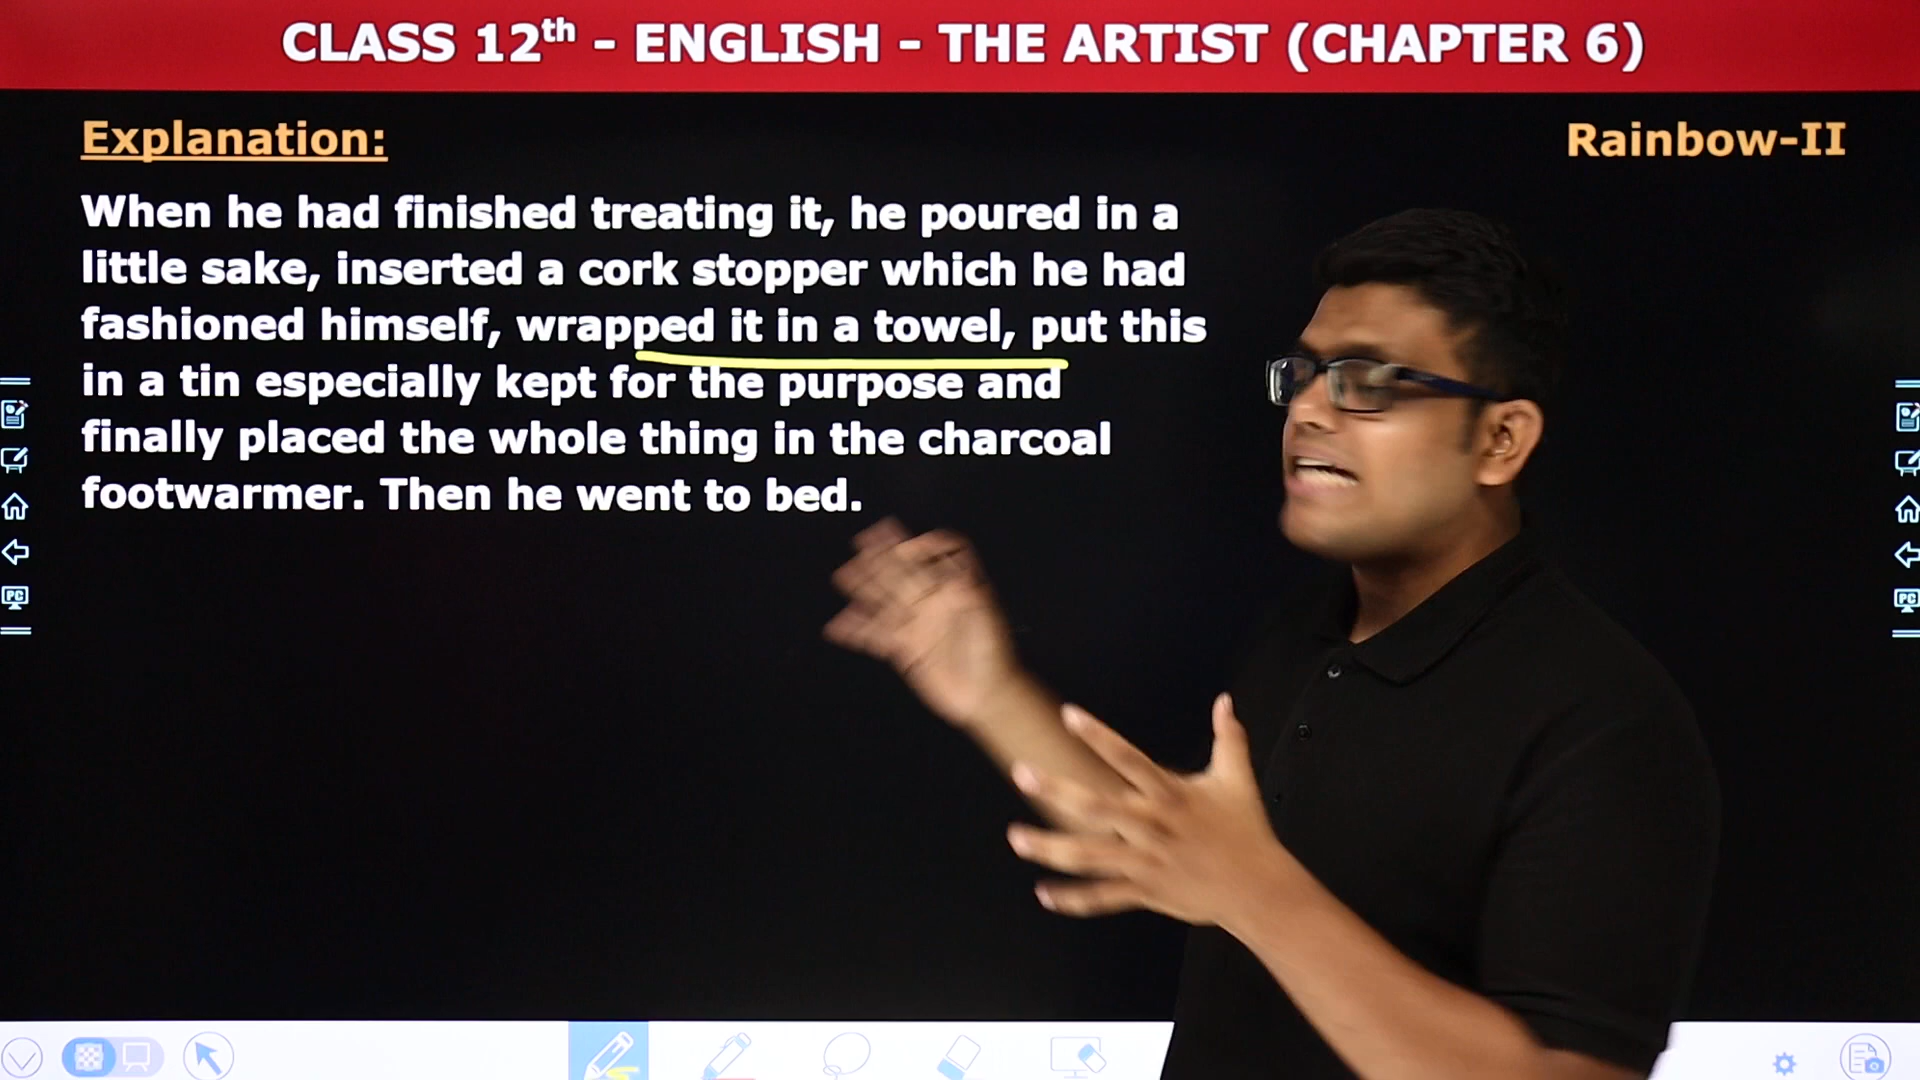 CLASS 12th - ENGLISH - THE ARTIST (CHAPTER 6)
Explanation:
Rainbow-II
When he had finished treating it, he poured in a
little sake, inserted a cork stopper which he had
fashioned himself, wrapped it in a towel, put this
in a tin especially kept for the purpose and
finally placed the whole thing in the charcoal
footwarmer. Then he went to bed.
PC
PC